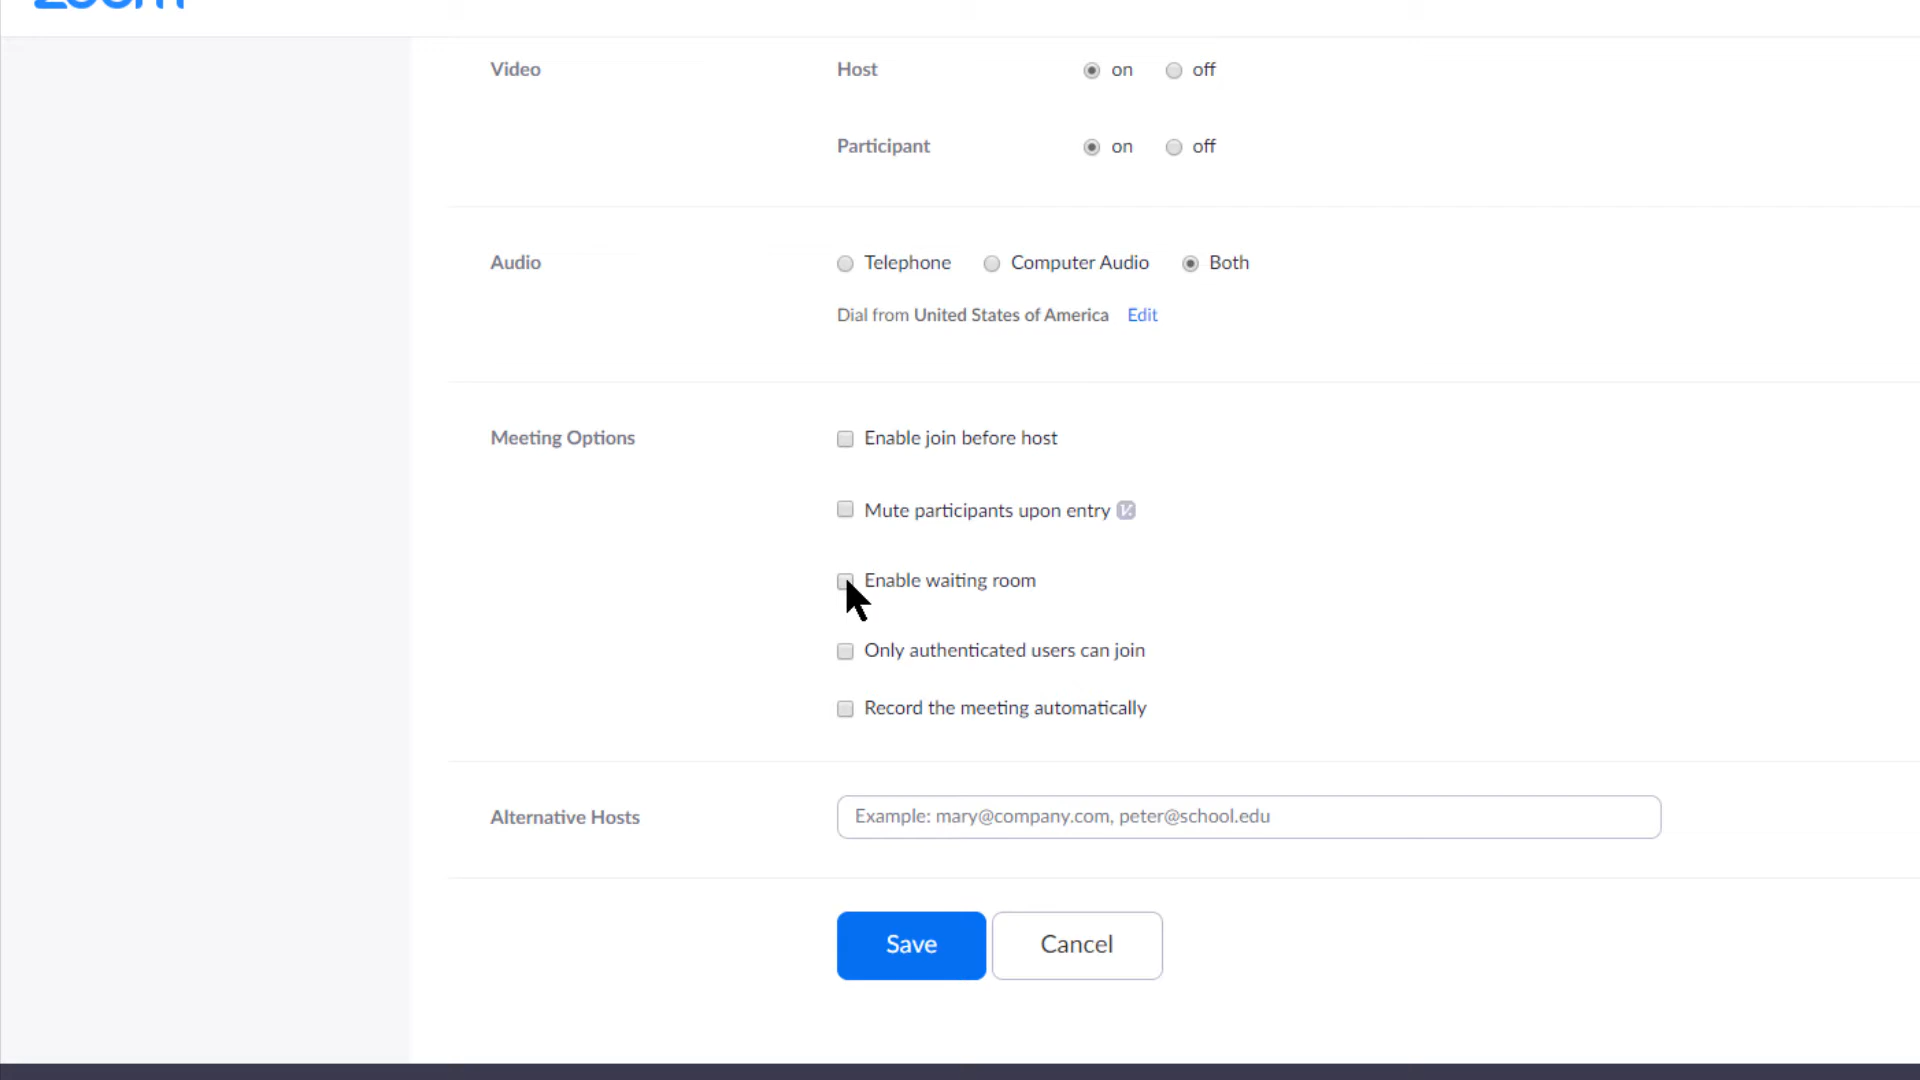 zoom
Video Host on off
Participant on off
Audio Telephone Computer Audio Both
Dial from United States of America Edit
Meeting Options Enable join before host
Mute participants upon entry
Enable waiting room
Only authenticated users can join
Record the meeting automatically
Alternative Hosts Example: mary@company.com, peter@school.edu
Save Cancel